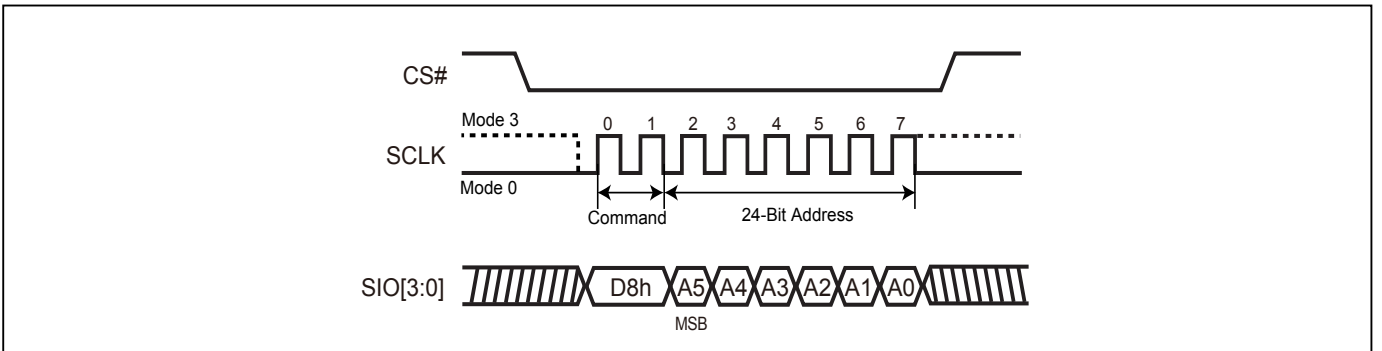 CS#
Mode 3
0 1 2 3 4 5 6 7
SCLK
Mode 0
Command
24-Bit Address
SIO[3:0]
D8h A5 A4 A3 A2 A1 A0
MSB